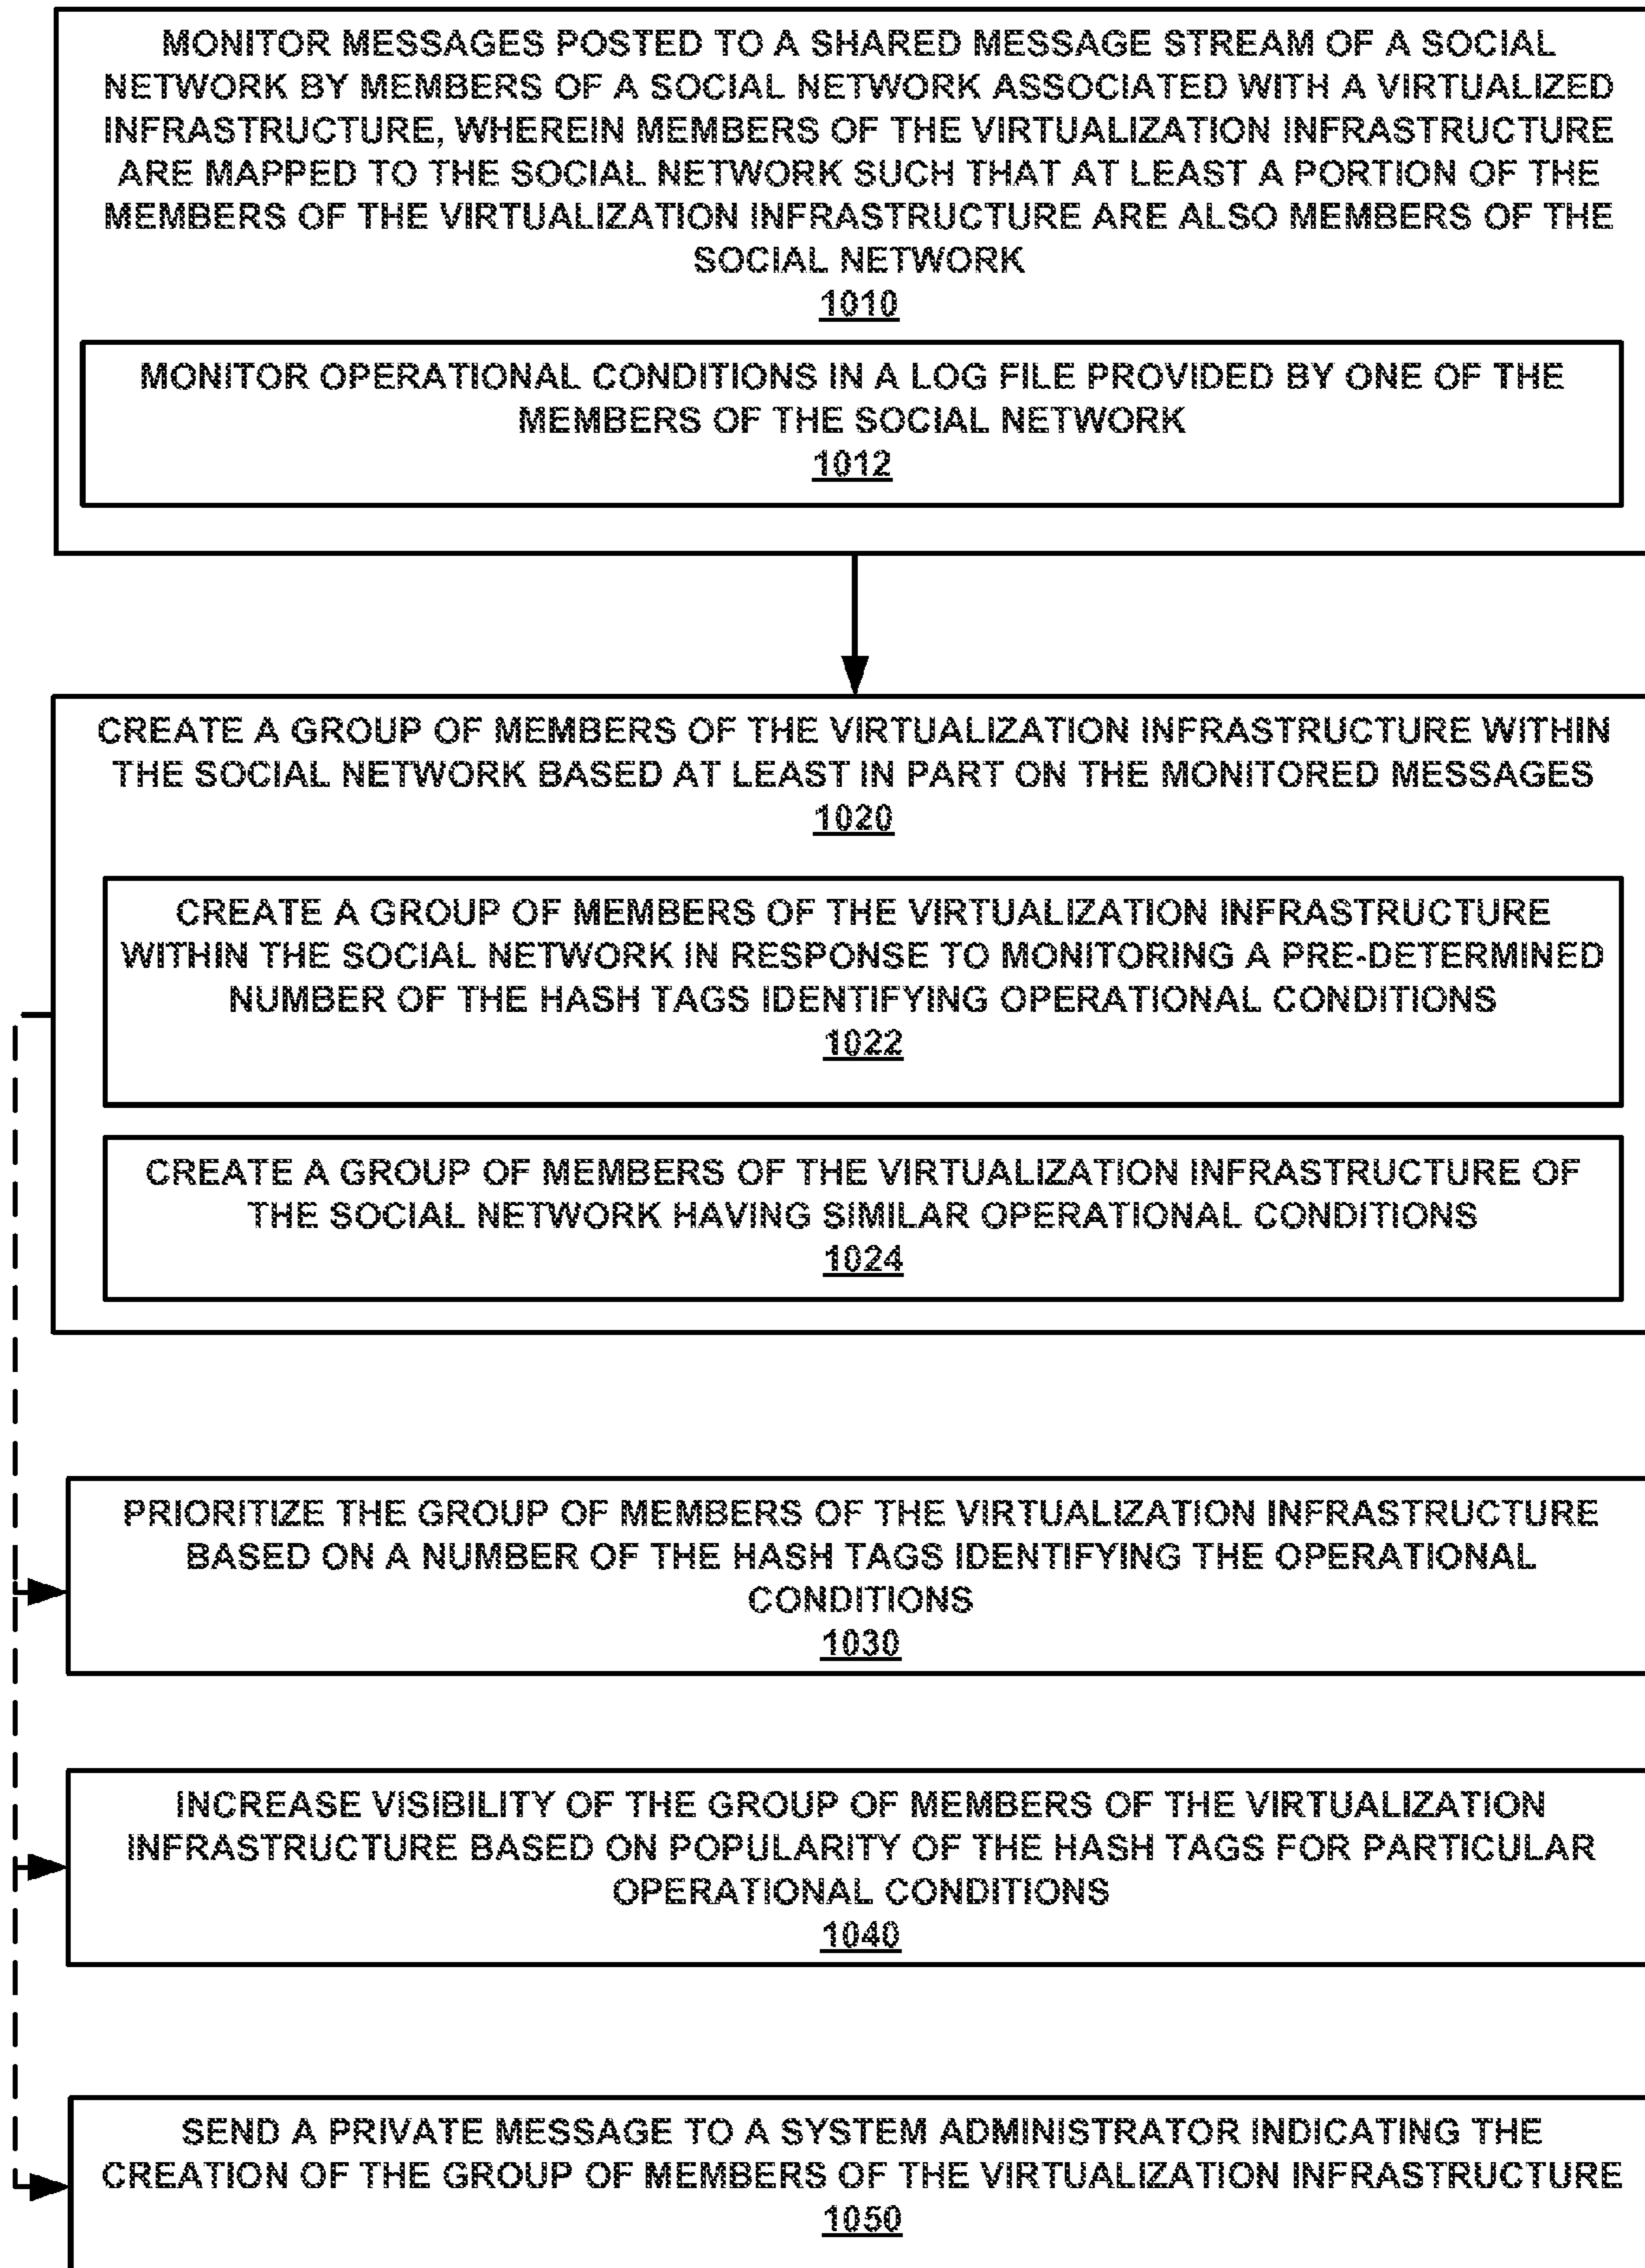 MONITOR MESSAGES POSTED TO A SHARED MESSAGE STREAM OF A SOCIAL
NETWORK BY MEMBERS OF A SOCIAL NETWORK ASSOCIATED WITH A VIRTUALIZED
INFRASTRUCTURE, WHEREIN MEMBERS OF THE VIRTUALIZATION INFRASTRUCTURE
ARE MAPPED TO THE SOCIAL NETWORK SUCH THAT AT LEAST A PORTION OF THE
MEMBERS OF THE VIRTUALIZATION INFRASTRUCTURE ARE ALSO MEMBERS OF THE
SOCIAL NETWORK
1010
MONITOR OPERATIONAL CONDITIONS IN A LOG FILE PROVIDED BY ONE OF THE
MEMBERS OF THE SOCIAL NETWORK
1012
CREATE A GROUP OF MEMBERS OF THE VIRTUALIZATION INFRASTRUCTURE WITHIN
THE SOCIAL NETWORK BASED AT LEAST IN PART ON THE MONITORED MESSAGES
1020
CREATE A GROUP OF MEMBERS OF THE VIRTUALIZATION INFRASTRUCTURE
WITHIN THE SOCIAL NETWORK IN RESPONSE TO MONITORING A PRE-DETERMINED
NUMBER OF THE HASH TAGS IDENTIFYING OPERATIONAL CONDITIONS
1022
CREATE A GROUP OF MEMBERS OF THE VIRTUALIZATION INFRASTRUCTURE OF
THE SOCIAL NETWORK HAVING SIMILAR OPERATIONAL CONDITIONS
1024
PRIORITIZE THE GROUP OF MEMBERS OF THE VIRTUALIZATION INFRASTRUCTURE
BASED ON A NUMBER OF THE HASH TAGS IDENTIFYING THE OPERATIONAL
CONDITIONS
1030
INCREASE VISIBILITY OF THE GROUP OF MEMBERS OF THE VIRTUALIZATION
INFRASTRUCTURE BASED ON POPULARITY OF THE HASH TAGS FOR PARTICULAR
OPERATIONAL CONDITIONS
1040
SEND A PRIVATE MESSAGE TO A SYSTEM ADMINISTRATOR INDICATING THE
CREATION OF THE GROUP OF MEMBERS OF THE VIRTUALIZATION INFRASTRUCTURE
1050